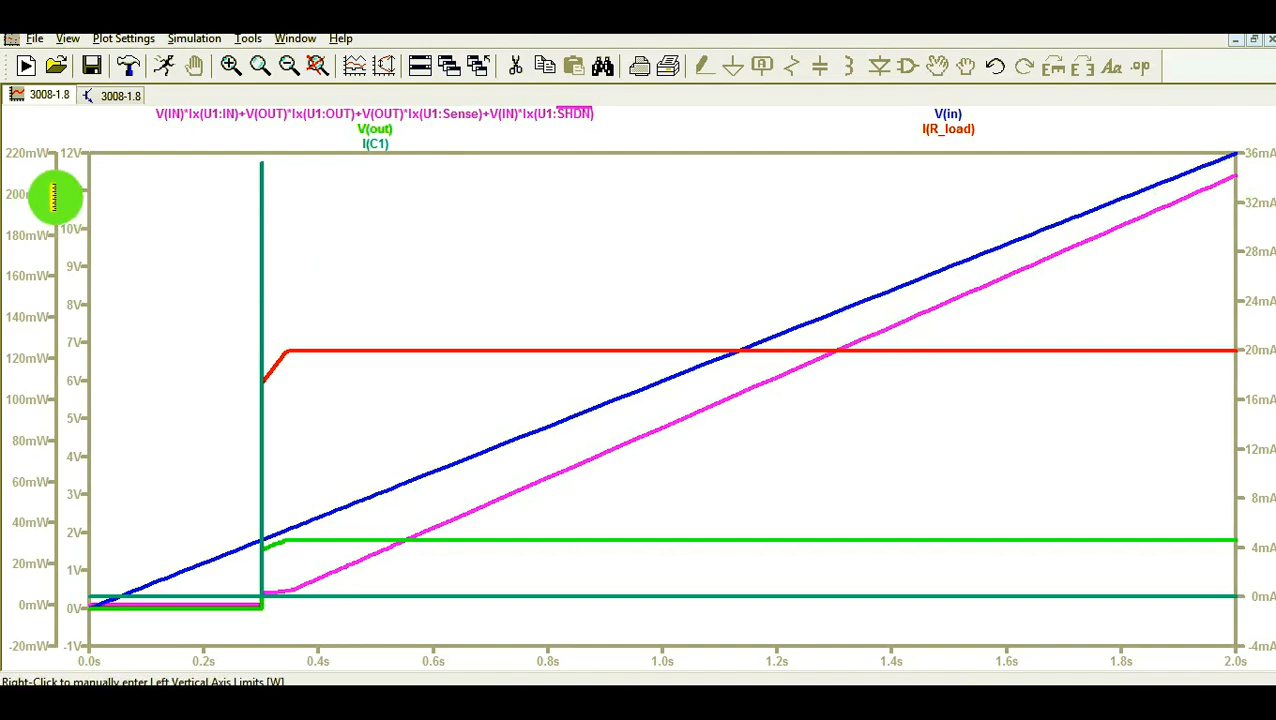 File View Plot Settings Simulation Tools Window Help
3008-1.8 3008-1.8
V(IN)*Ix(U1:IN)+V(OUT)*Ix(U1:OUT)+V(OUT)*Ix(U1:Sense)+V(IN)*Ix(U1:SHDN) V(in)
V(out) I(R_load)
I(C1)
220mW 12V 36mA
200
32mA
180mW 10V
160mW 9V 28mA
140mW 8V 24mA
120mW 7V 20mA
100mW 6V 16mA
80mW 5V
4V 12mA
60mW 3V 8mA
40mW 2V
20mW 1V 4mA
0mW 0V 0mA
-20mW -1V -4mA
0.0s 0.2s 0.4s 0.6s 0.8s 1.0s 1.2s 1.4s 1.6s 1.8s 2.0s
Right-Click to manually enter Left Vertical Axis Limits [W]